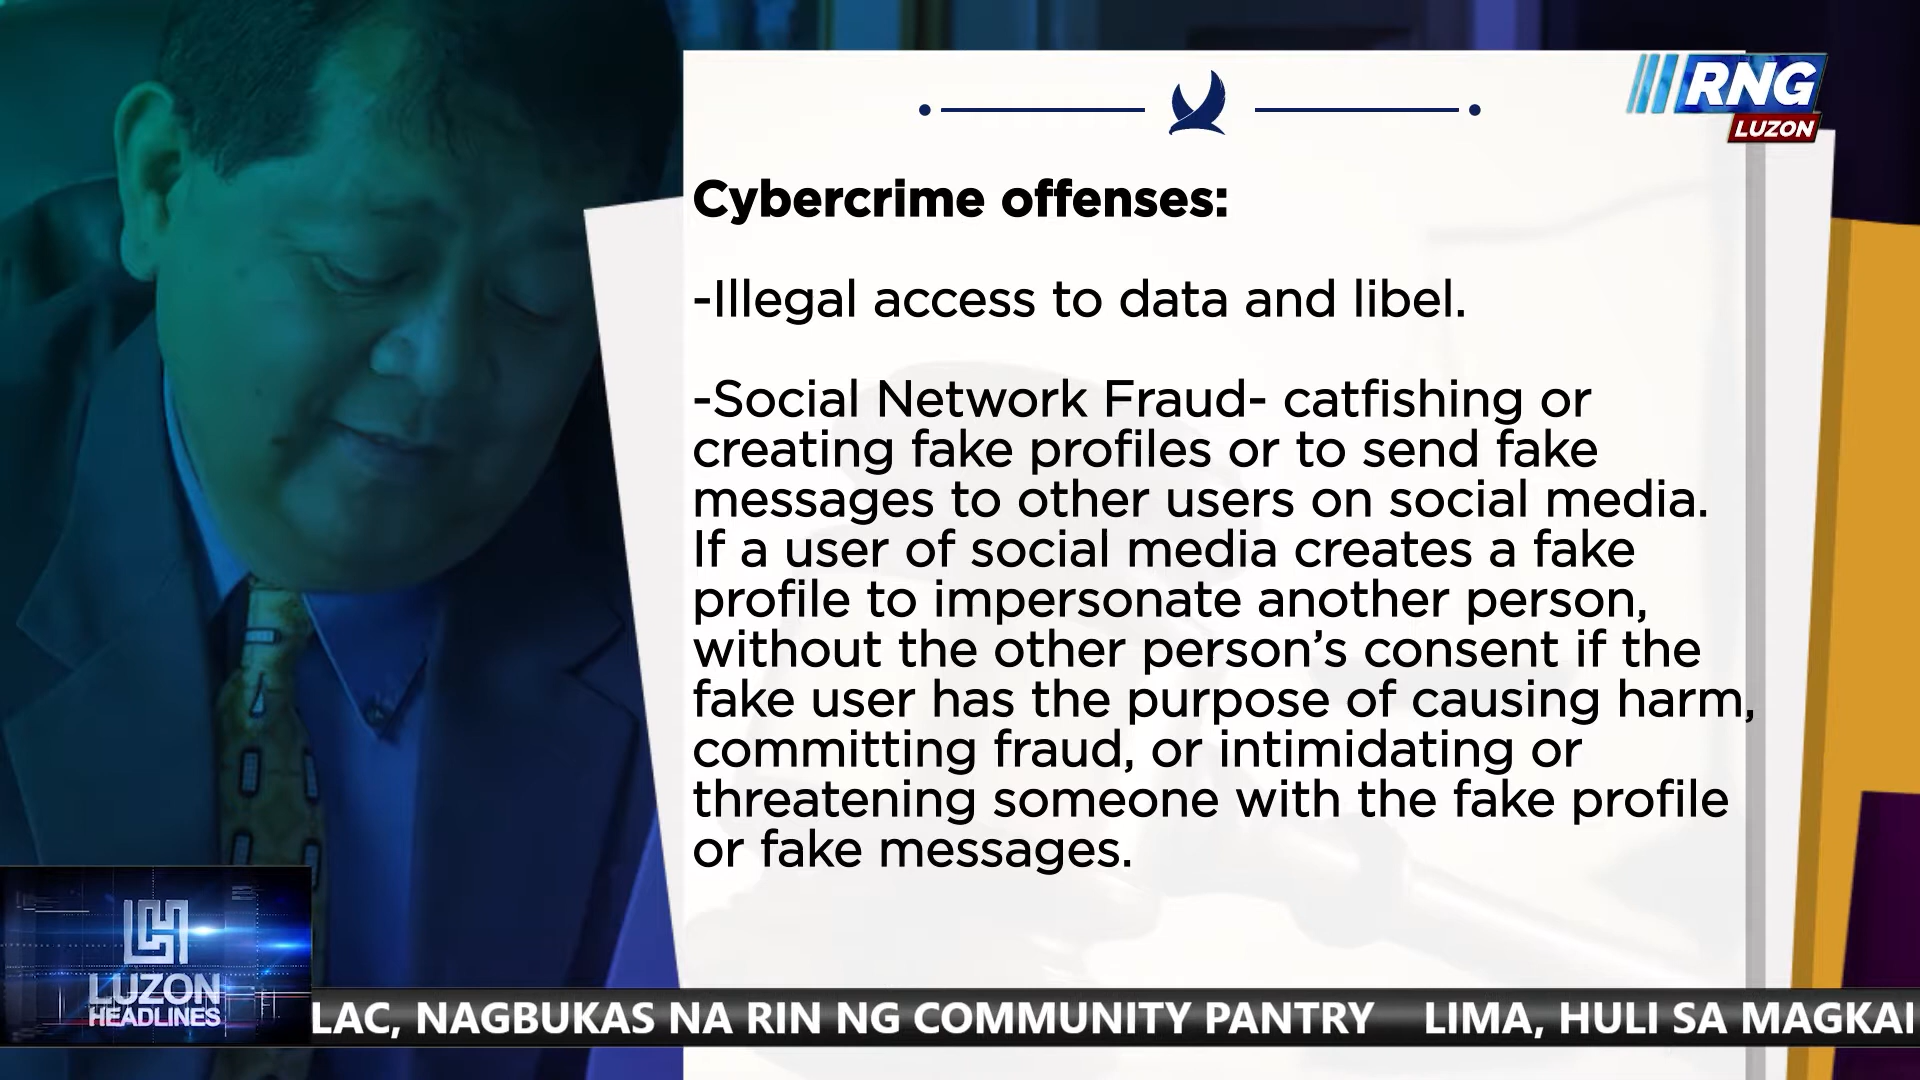 RNG
LUZON
Cybercrime offenses:
-Illegal access to data and libel.
-Social Network Fraud- catfishing or
creating fake profiles or to send fake
messages to other users on social media.
If a user of social media creates a fake
profile to impersonate another person,
without the other person’s consent if the
fake user has the purpose of causing harm,
committing fraud, or intimidating or
threatening someone with the fake profile
or fake messages.
LUZON
HEADLINES
LAC, NAGBUKAS NA RIN NG COMMUNITY PANTRY LIMA, HULI SA MAGKAI